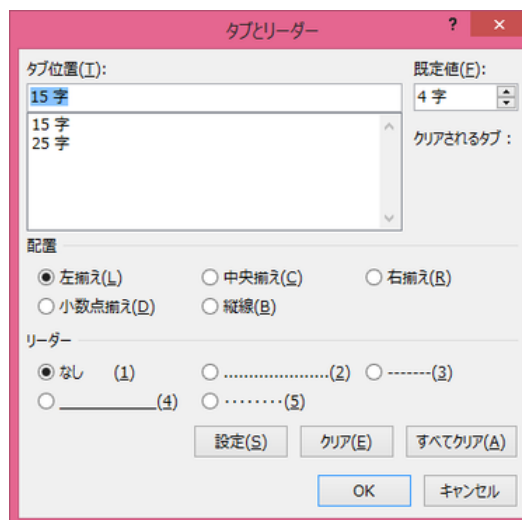 タブとリーダー ? ×
タブ位置(T): 既定値(F):
15 字 4 字
15 字 クリアされるタブ:
25 字
配置
左揃え(L) 中央揃え(C) 右揃え(R)
小数点揃え(D) 縦線(B)
リーダー
なし (1) .....................(2) -------(3)
___________(4) ········(5)
設定(S) クリア(E) すべてクリア(A)
OK キャンセル